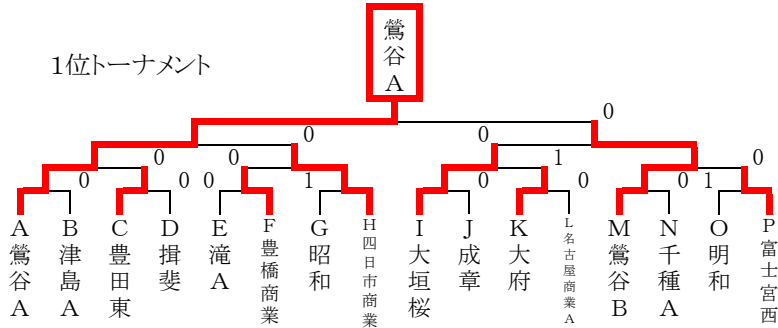 鶯谷A
1位トーナメント
0
0 0
0 0 1 0
0 0 0 1 0 0 0 1
A鶯谷A
B津島A
C豊田東
D揖斐
E滝A
F豊橋商業
G昭和
H四日市商業
I大垣桜
J成章
K大府
L名古屋商業A
M鶯谷B
N千種A
O明和
P富士宮西